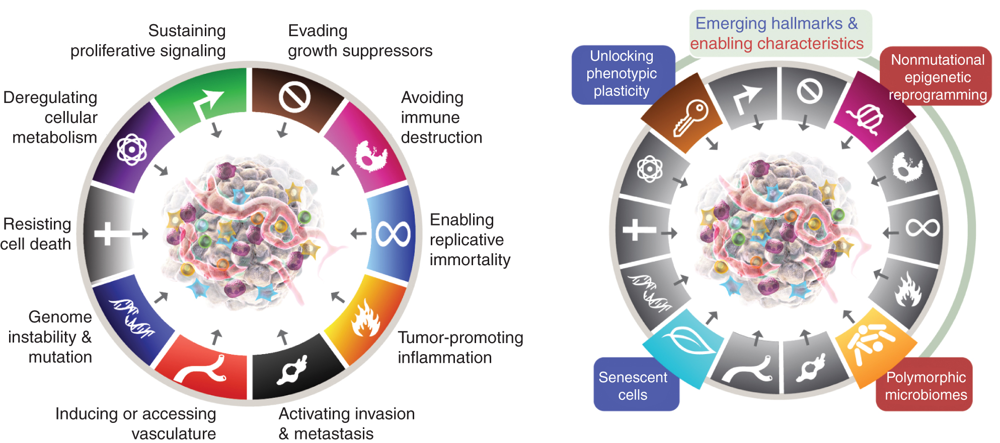 Sustaining
proliferative signaling
Evading
growth suppressors
Avoiding
immune
destruction
Enabling
replicative
immortality
Tumor-promoting
inflammation
Activating invasion
& metastasis
Inducing or accessing
vasculature
Genome
instability &
mutation
Resisting
cell death
Deregulating
cellular
metabolism
Emerging hallmarks &
enabling characteristics
Unlocking
phenotypic
plasticity
Nonmutational
epigenetic
reprogramming
Senescent
cells
Polymorphic
microbiomes